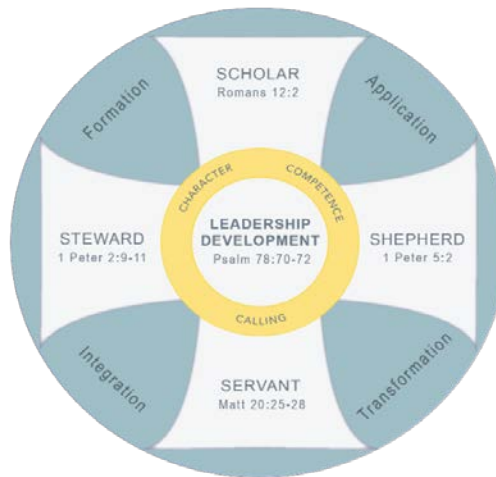 SCHOLAR
Romans 12:2
Formation
Application
CHARACTER
COMPETENCE
LEADERSHIP
DEVELOPMENT
Psalm 78:70-72
STEWARD
1 Peter 2:9-11
SHEPHERD
1 Peter 5:2
CALLING
SERVANT
Matt 20:25-28
Integration
Transformation